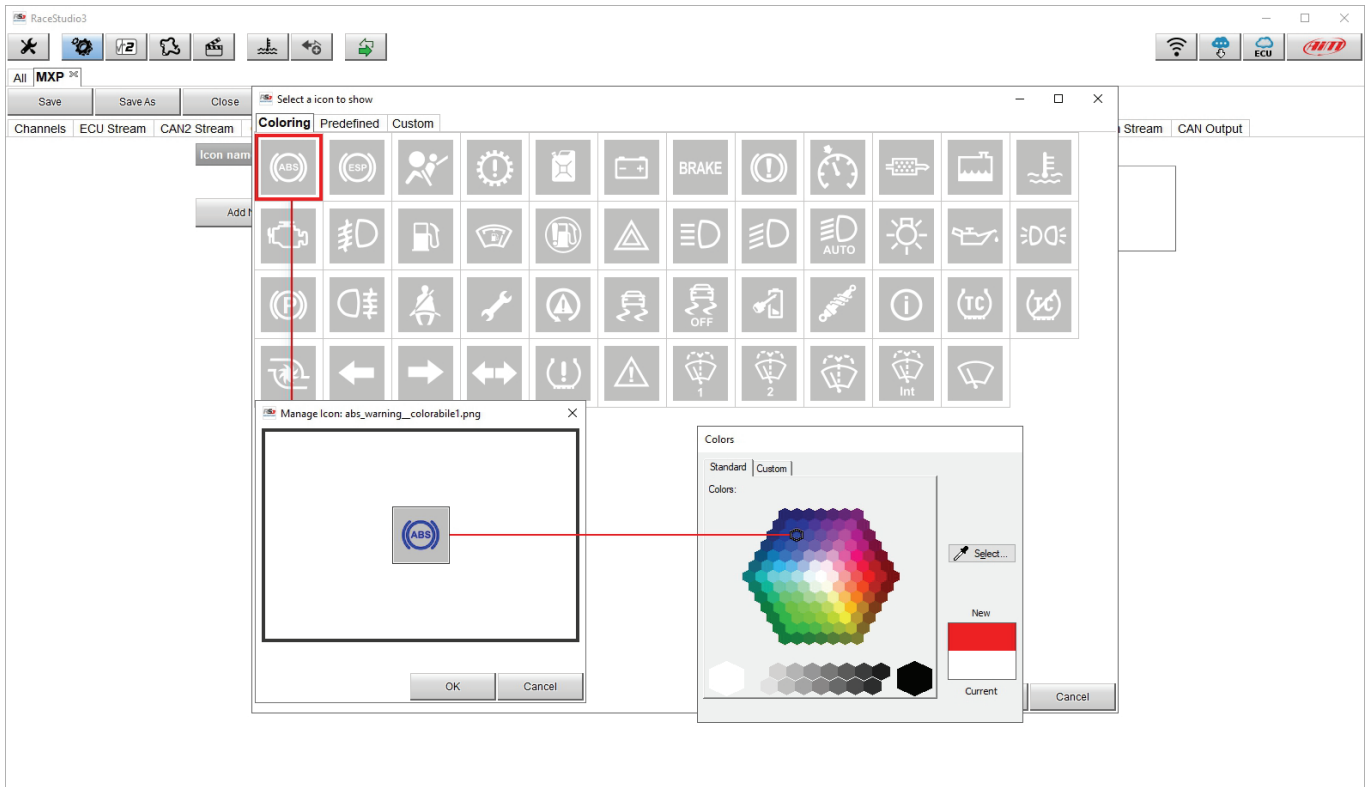 RaceStudio3
ECU
AiM
All MXP
Save Save As Close
Channels ECU Stream CAN2 Stream
Stream CAN Output
Select a icon to show
Coloring Predefined Custom
Icon nam
Add
ABS ESP BRAKE
AUTO
P OFF TC TC
1 2 Int
Manage Icon: abs_warning__colorabile1.png
ABS
OK Cancel
Colors
Standard Custom
Colors:
Select...
New
Current
Cancel